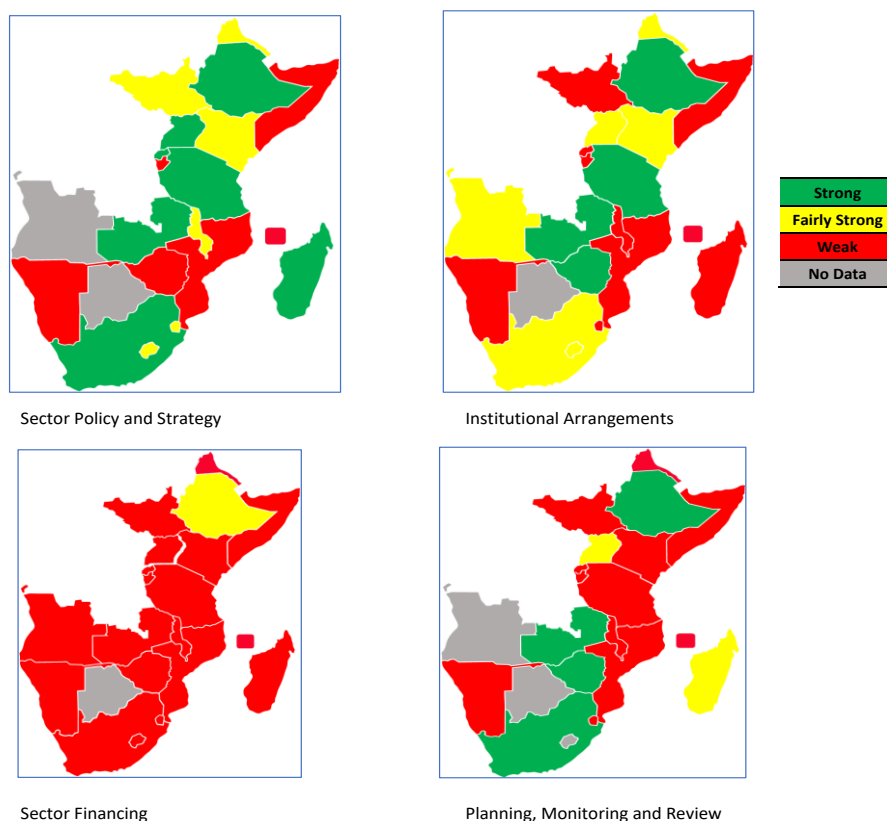 Strong
Fairly Strong
Weak
No Data
Sector Policy and Strategy
Institutional Arrangements
Sector Financing
Planning, Monitoring and Review